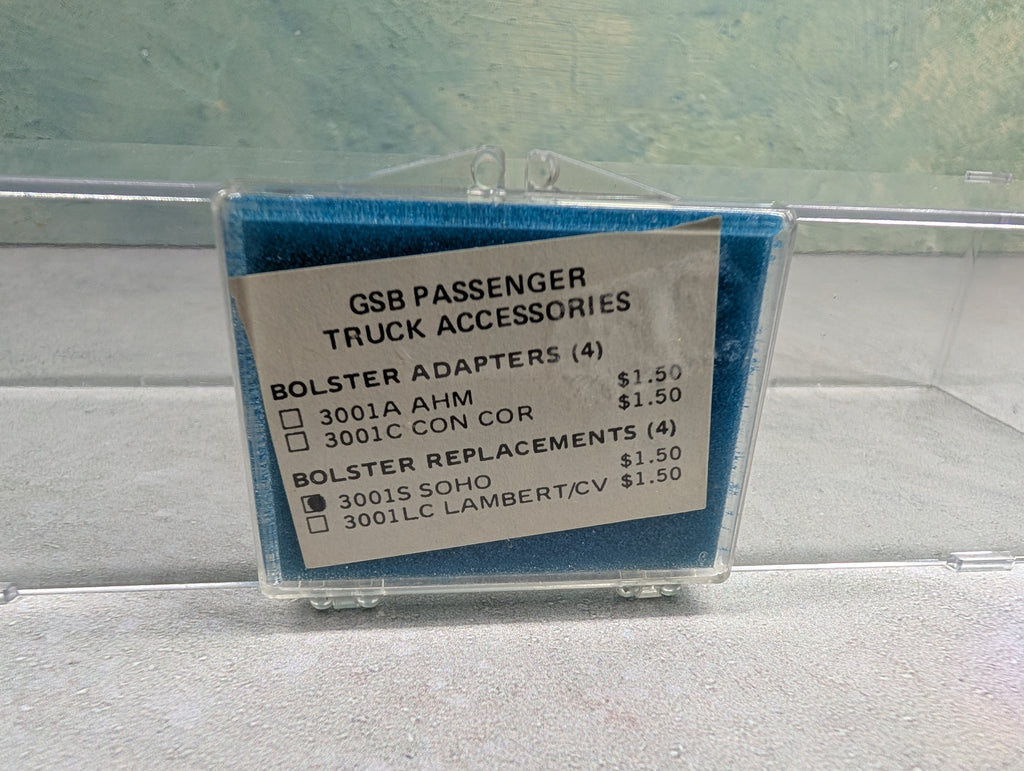 GSB PASSENGER
TRUCK ACCESSORIES
BOLSTER ADAPTERS (4)
3001A AHM $1.50
3001C CON COR $1.50
BOLSTER REPLACEMENTS (4)
3001S SOHO $1.50
3001LC LAMBERT/CV $1.50